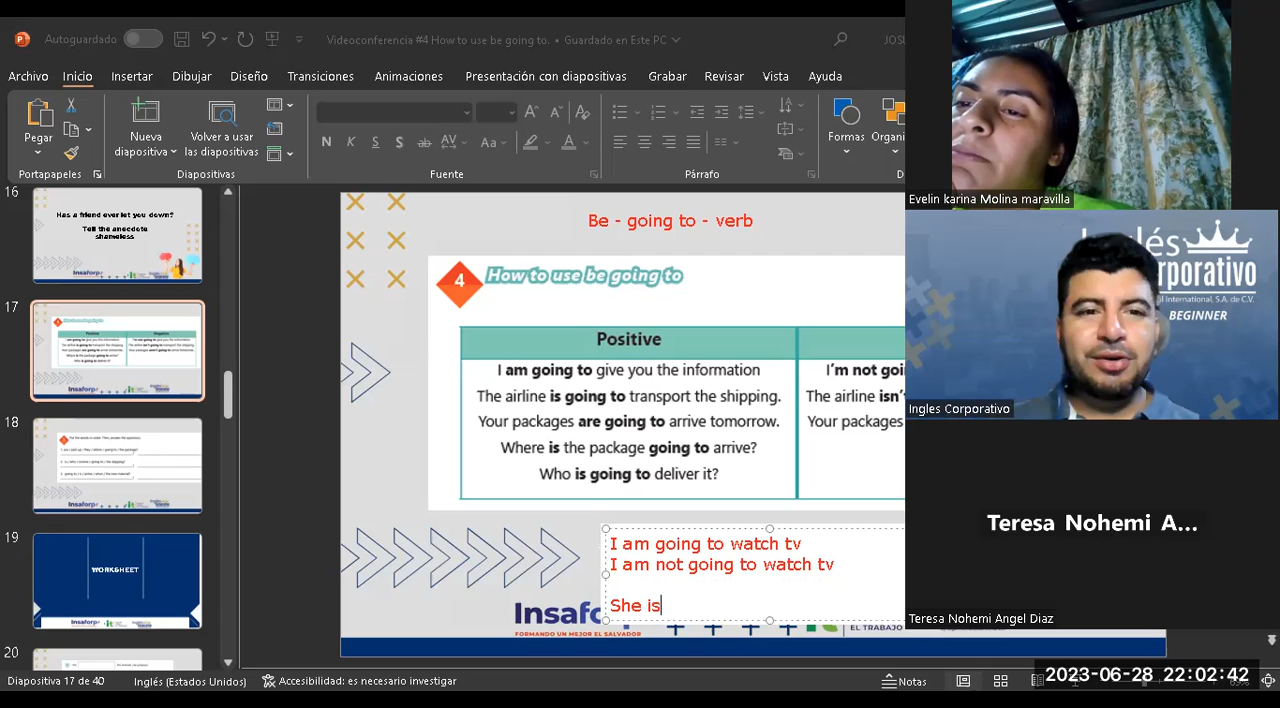 Autoguardado
Videoconferencia #4 How to use be going to. • Guardado en Este PC
Archivo Inicio Insertar Dibujar Diseño Transiciones Animaciones Presentación con diapositivas Grabar Revisar Vista Ayuda
Pegar
Nueva diapositiva
Volver a usar las diapositivas
Formas
Portapapeles
Diapositivas
N K S S ab AV Aa A
Fuente
Párrafo
16
Has a friend ever let you down?
Tell the anecdote
shameless
17
18
19
WORKSHEET
20
Be - going to - verb
4 How to use be going to
Positive
I am going to give you the information
The airline is going to transport the shipping.
Your packages are going to arrive tomorrow.
Where is the package going to arrive?
Who is going to deliver it?
The airline
Your packages
I am going to watch tv
I am not going to watch tv
She is
FORMANDO UN MEJOR EL SALVADOR
EL TRABAJO
Evelin karina Molina maravilla
BEGINNER
Ingles Corporativo
Teresa Nohemi A...
Teresa Nohemi Angel Diaz
Diapositiva 17 de 40 Inglés (Estados Unidos) Accesibilidad: es necesario investigar Notas
2023-06-28 22:02:42